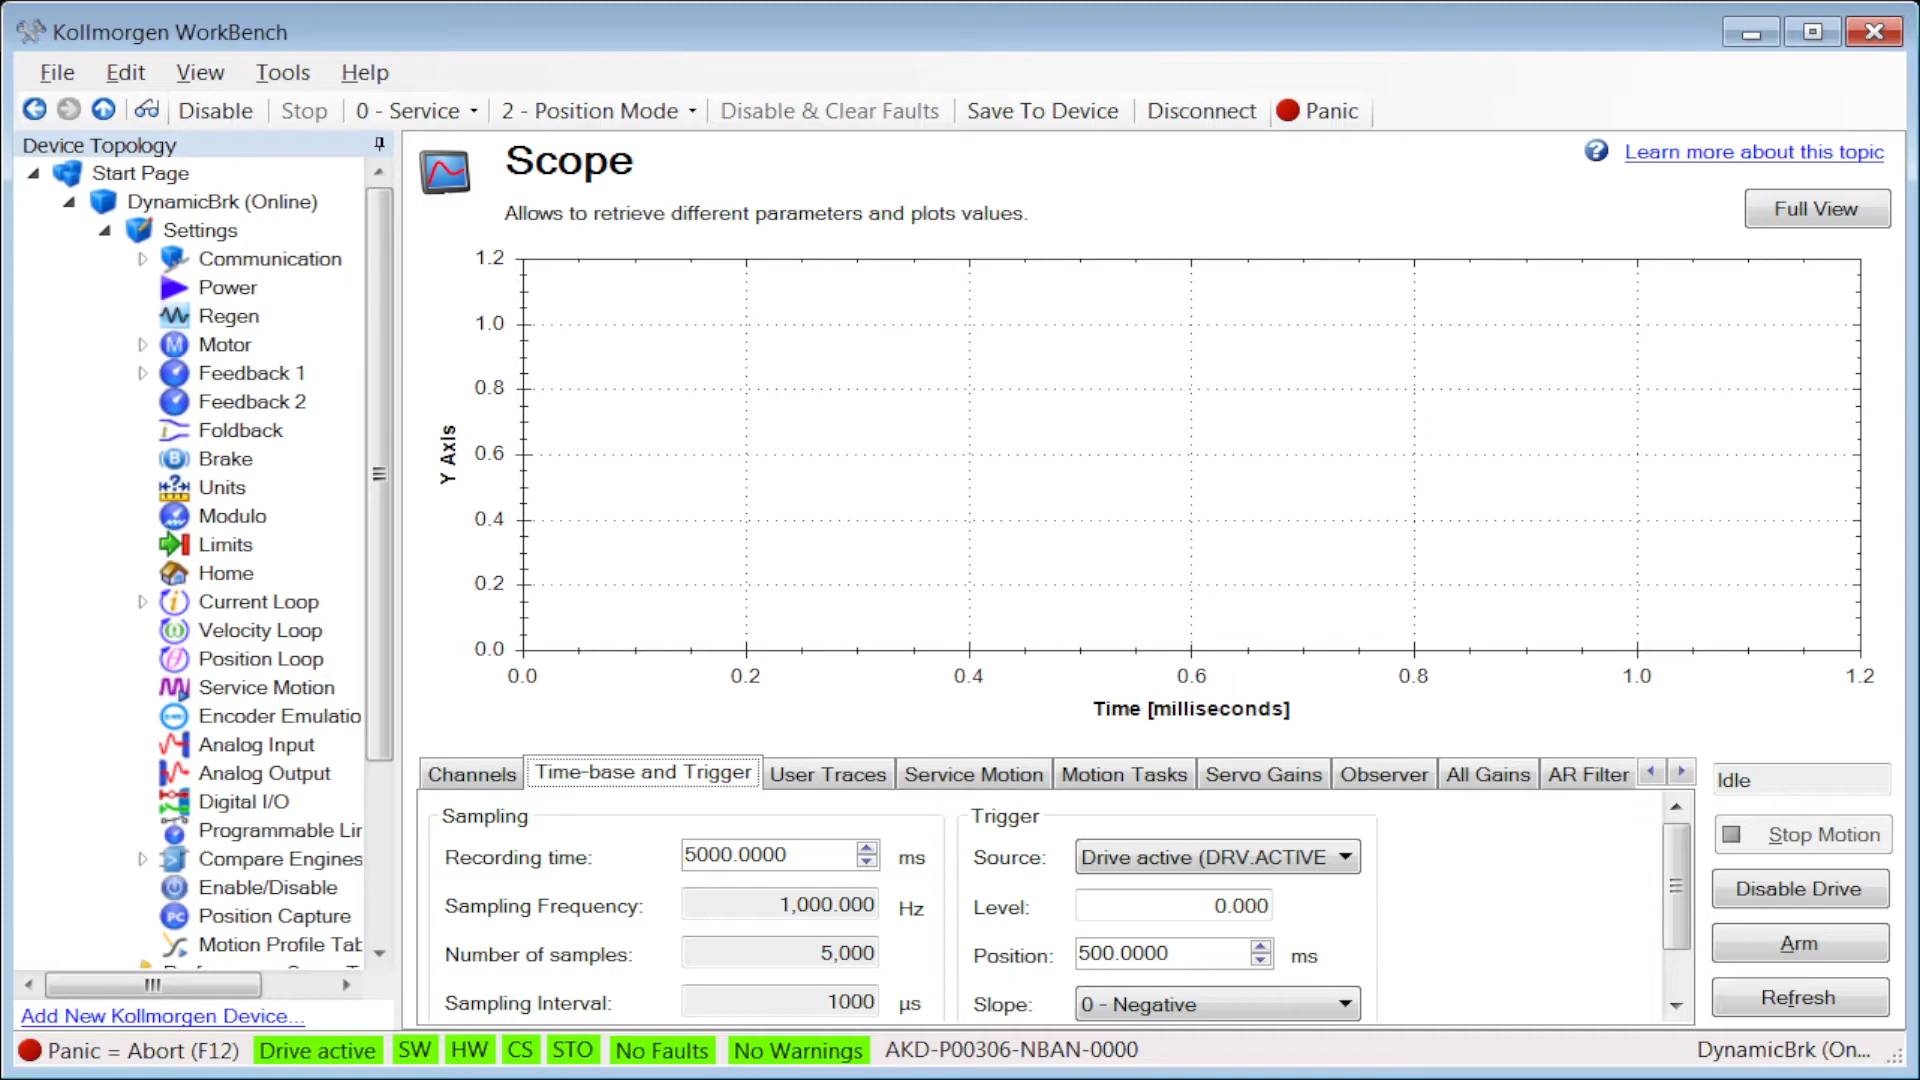 Kollmorgen WorkBench
File Edit View Tools Help
Disable Stop 0 - Service 2 - Position Mode Disable & Clear Faults Save To Device Disconnect Panic
Device Topology
Start Page
DynamicBrk (Online)
Settings
Communication
Power
Regen
Motor
Feedback 1
Feedback 2
Foldback
Brake
Units
Modulo
Limits
Home
Current Loop
Velocity Loop
Position Loop
Service Motion
Encoder Emulatio
Analog Input
Analog Output
Digital I/O
Programmable Lir
Compare Engines
Enable/Disable
Position Capture
Motion Profile Tab
Add New Kollmorgen Device...
Scope
Allows to retrieve different parameters and plots values.
Learn more about this topic
Full View
1.2
1.0
0.8
0.6
0.4
0.2
0.0
Y Axis
0.0 0.2 0.4 0.6 0.8 1.0 1.2
Time [milliseconds]
Channels Time-base and Trigger User Traces Service Motion Motion Tasks Servo Gains Observer All Gains AR Filter
Sampling
Recording time: 5000.0000 ms
Sampling Frequency: 1,000.000 Hz
Number of samples: 5,000
Sampling Interval: 1000 µs
Trigger
Source: Drive active (DRV.ACTIVE
Level: 0.000
Position: 500.0000 ms
Slope: 0 - Negative
Idle
Stop Motion
Disable Drive
Arm
Refresh
Panic = Abort (F12) Drive active SW HW CS STO No Faults No Warnings AKD-P00306-NBAN-0000 DynamicBrk (On...